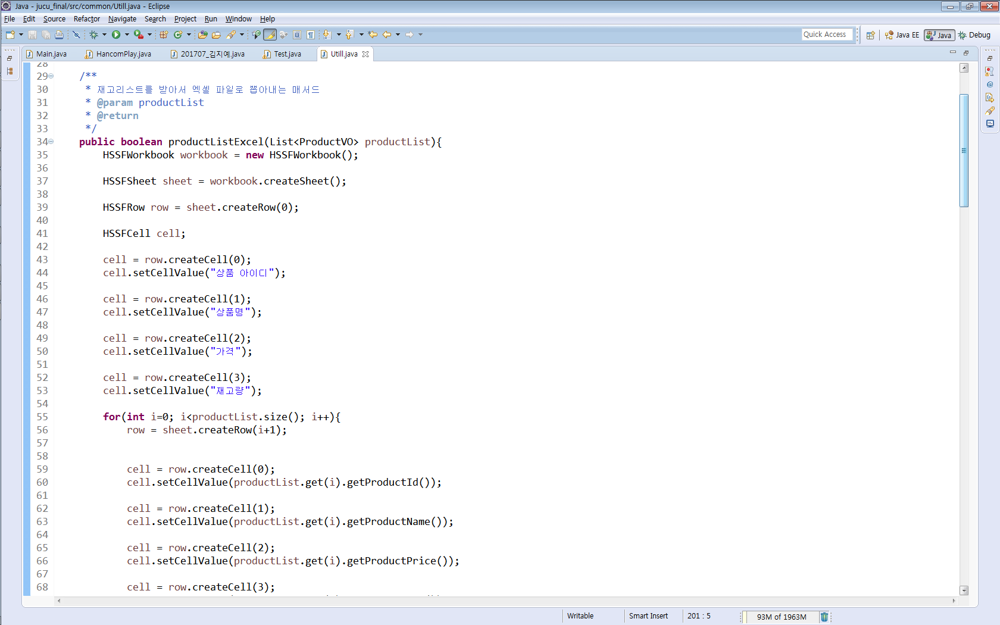 Java - jucu_final/src/common/Utill.java - Eclipse
File Edit Source Refactor Navigate Search Project Run Window Help
Quick Access Java EE Java Debug
Main.java HancomPlay.java 201707_김지예.java Test.java Utill.java
28
29 /**
30 * 재고리스트를 받아서 엑셀 파일로 뽑아내는 매서드
31 * @param productList
32 * @return
33 */
34 public boolean productListExcel(List<ProductVO> productList){
35 HSSFWorkbook workbook = new HSSFWorkbook();
36
37 HSSFSheet sheet = workbook.createSheet();
38
39 HSSFRow row = sheet.createRow(0);
40
41 HSSFCell cell;
42
43 cell = row.createCell(0);
44 cell.setCellValue("상품 아이디");
45
46 cell = row.createCell(1);
47 cell.setCellValue("상품명");
48
49 cell = row.createCell(2);
50 cell.setCellValue("가격");
51
52 cell = row.createCell(3);
53 cell.setCellValue("재고량");
54
55 for(int i=0; i<productList.size(); i++){
56 row = sheet.createRow(i+1);
57
58
59 cell = row.createCell(0);
60 cell.setCellValue(productList.get(i).getProductId());
61
62 cell = row.createCell(1);
63 cell.setCellValue(productList.get(i).getProductName());
64
65 cell = row.createCell(2);
66 cell.setCellValue(productList.get(i).getProductPrice());
67
68 cell = row.createCell(3);
Writable Smart Insert 201 : 5 93M of 1963M